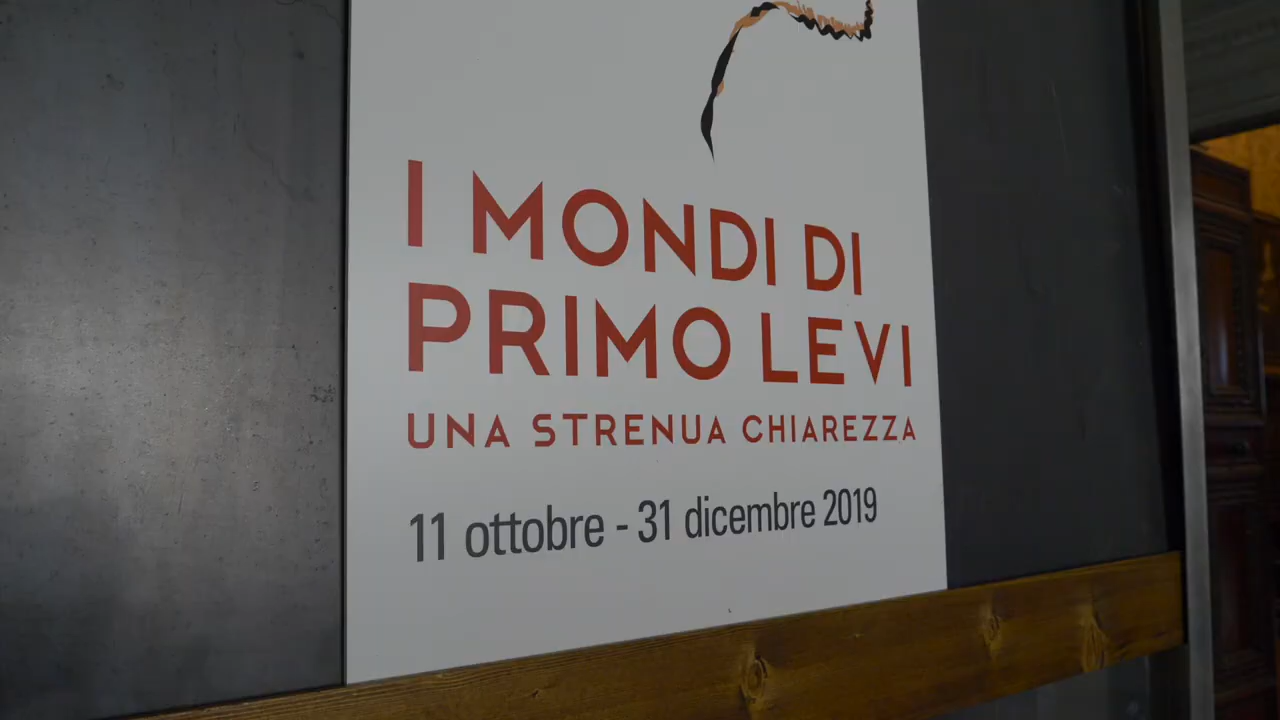 I MONDI DI
PRIMO LEVI
UNA STRENUA CHIAREZZA
11 ottobre - 31 dicembre 2019